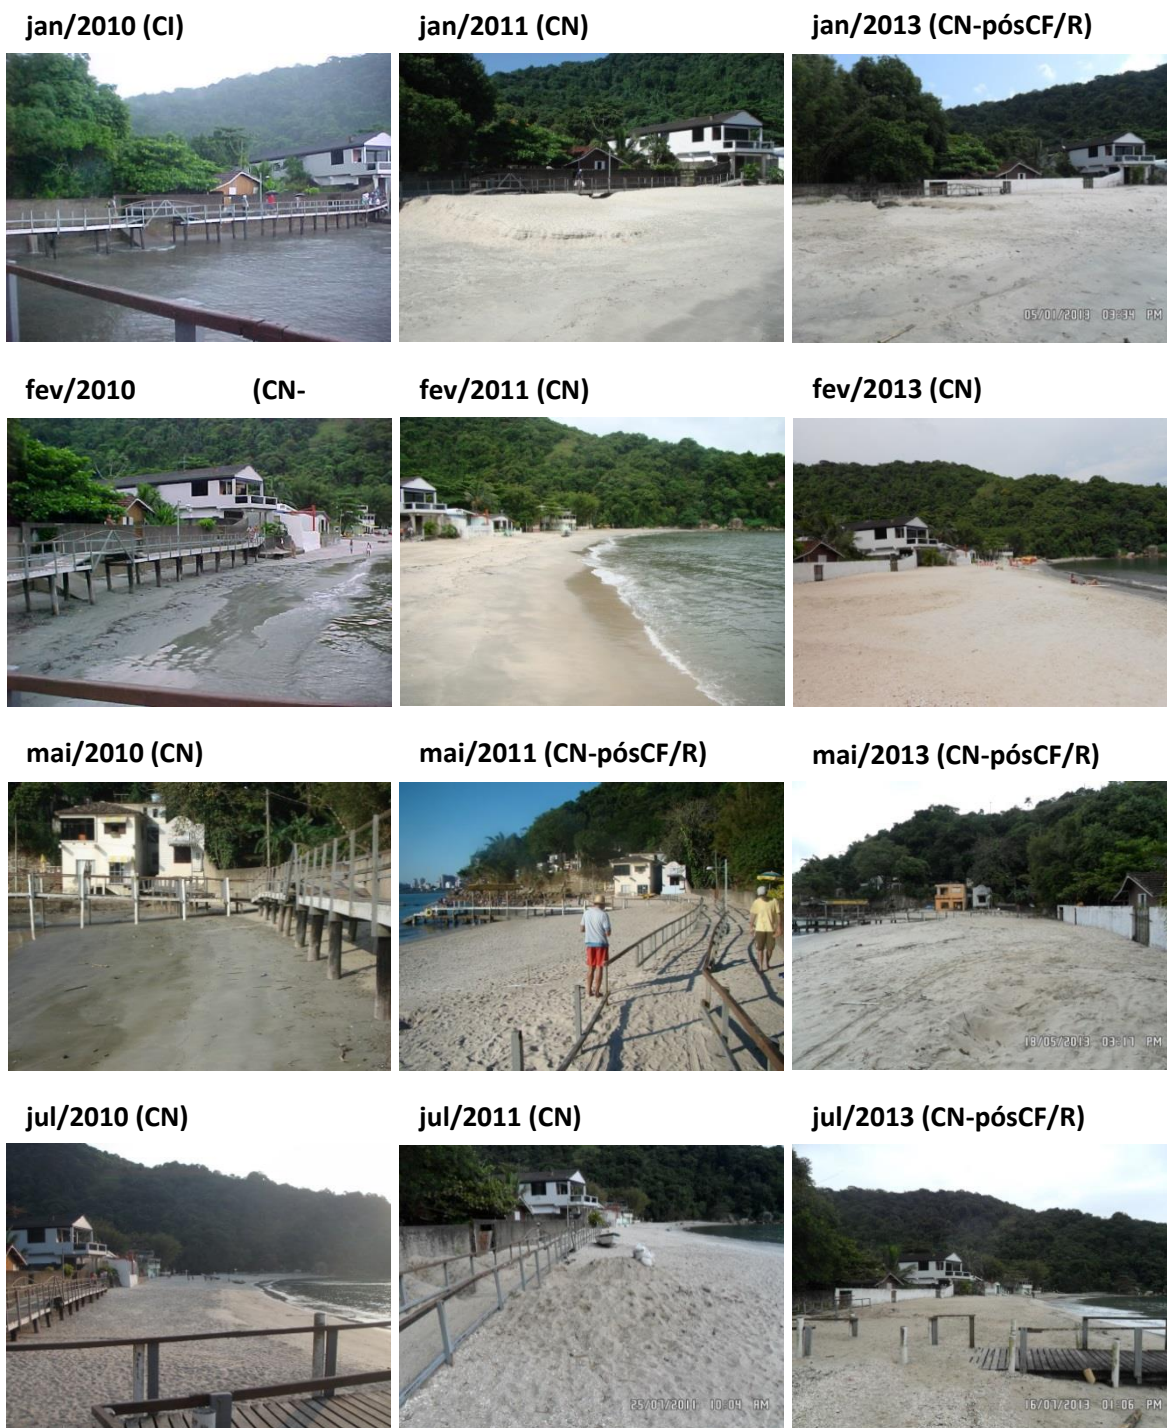 jan/2010 (CI) jan/2011 (CN) jan/2013 (CN-pósCF/R)
05/01/2013 03:34 PM
fev/2010 (CN- fev/2011 (CN) fev/2013 (CN)
mai/2010 (CN) mai/2011 (CN-pósCF/R) mai/2013 (CN-pósCF/R)
18/05/2013 03:17 PM
jul/2010 (CN) jul/2011 (CN) jul/2013 (CN-pósCF/R)
25/07/2011 10:04 AM 16/07/2013 01:06 PM